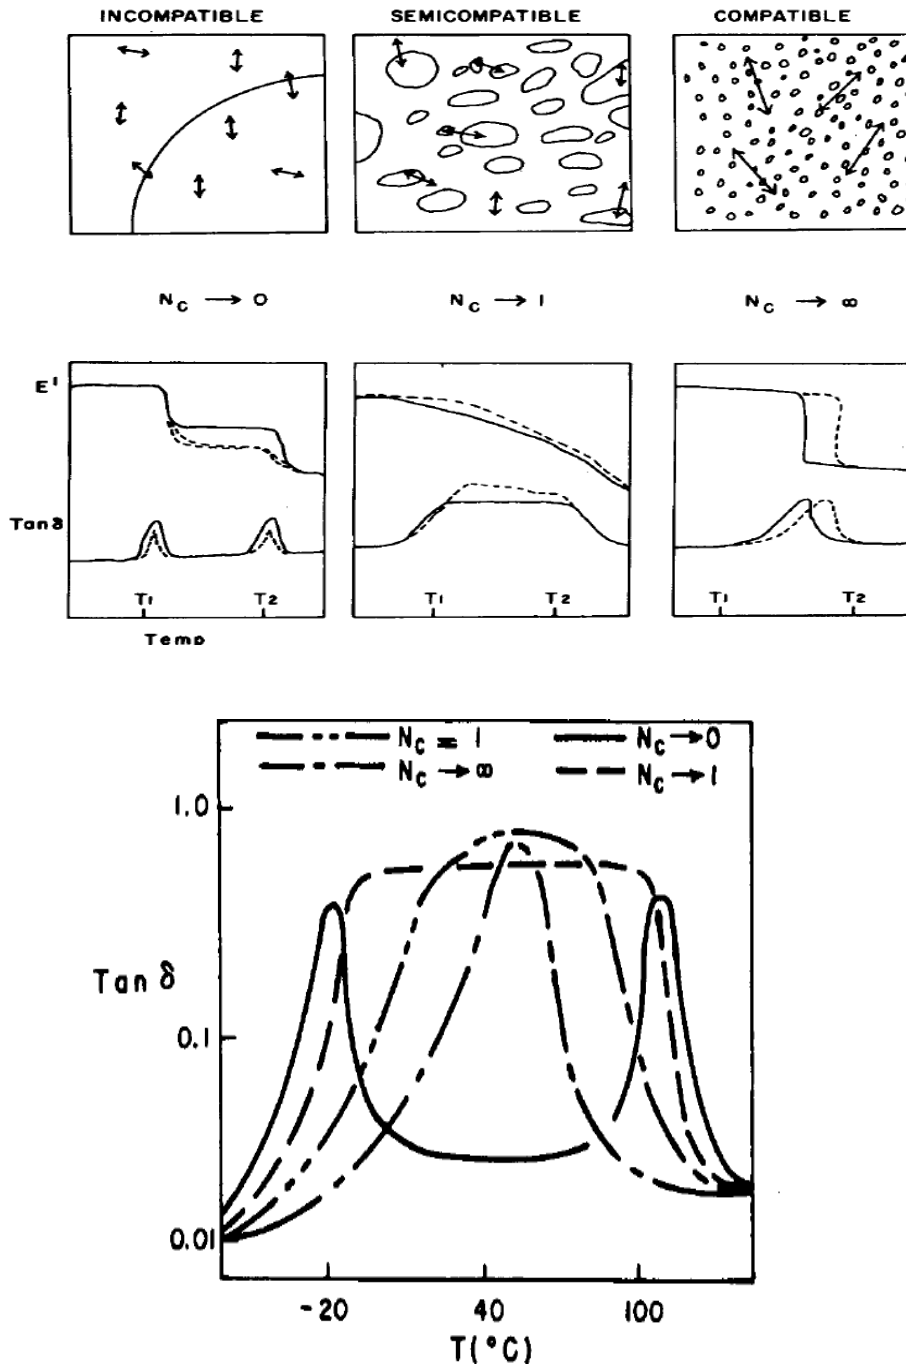 INCOMPATIBLE SEMICOMPATIBLE COMPATIBLE
N_C → 0 N_C → 1 N_C → ∞
E'
Tan δ
T1 T2 T1 T2 T1 T2
Temp
N_C = 1 N_C → 0
N_C → ∞ N_C → 1
1.0
Tan δ
0.1
0.01
-20 40 100
T(°C)